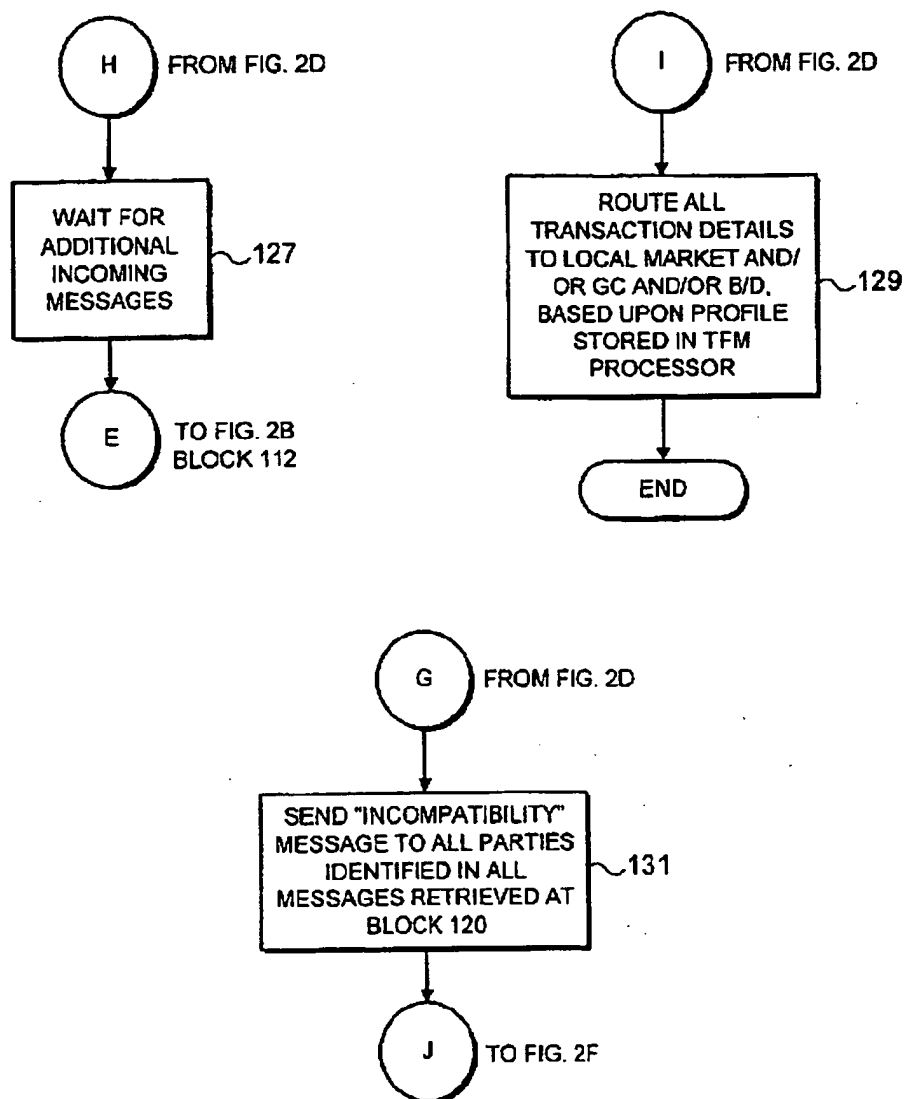 H
FROM FIG. 2D
WAIT FOR
ADDITIONAL
INCOMING
MESSAGES
127
E
TO FIG. 2B
BLOCK 112
I
FROM FIG. 2D
ROUTE ALL
TRANSACTION DETAILS
TO LOCAL MARKET AND/
OR GC AND/OR B/D,
BASED UPON PROFILE
STORED IN TFM
PROCESSOR
129
END
G
FROM FIG. 2D
SEND "INCOMPATIBILITY"
MESSAGE TO ALL PARTIES
IDENTIFIED IN ALL
MESSAGES RETRIEVED AT
BLOCK 120
131
J
TO FIG. 2F